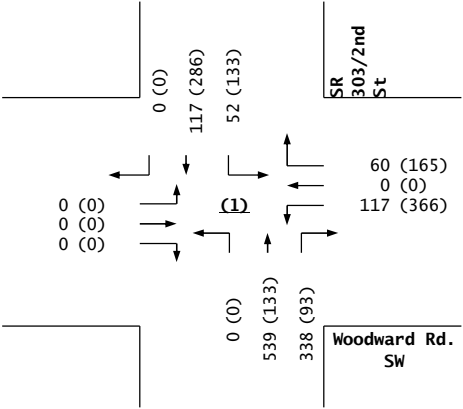 0 (0)
117 (286)
52 (133)
SR
303/2nd
St
60 (165)
0 (0)
117 (366)
0 (0)
0 (0)
0 (0)
(1)
0 (0)
539 (133)
338 (93)
Woodward Rd.
SW